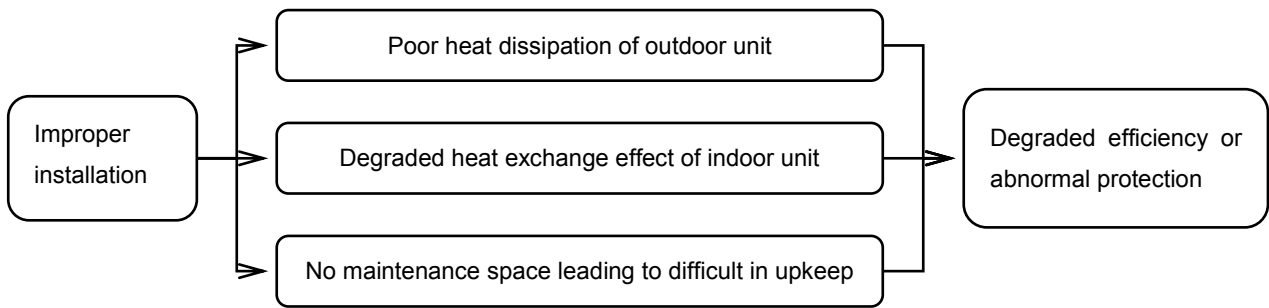 Improper
installation
Poor heat dissipation of outdoor unit
Degraded heat exchange effect of indoor unit
No maintenance space leading to difficult in upkeep
Degraded efficiency or
abnormal protection